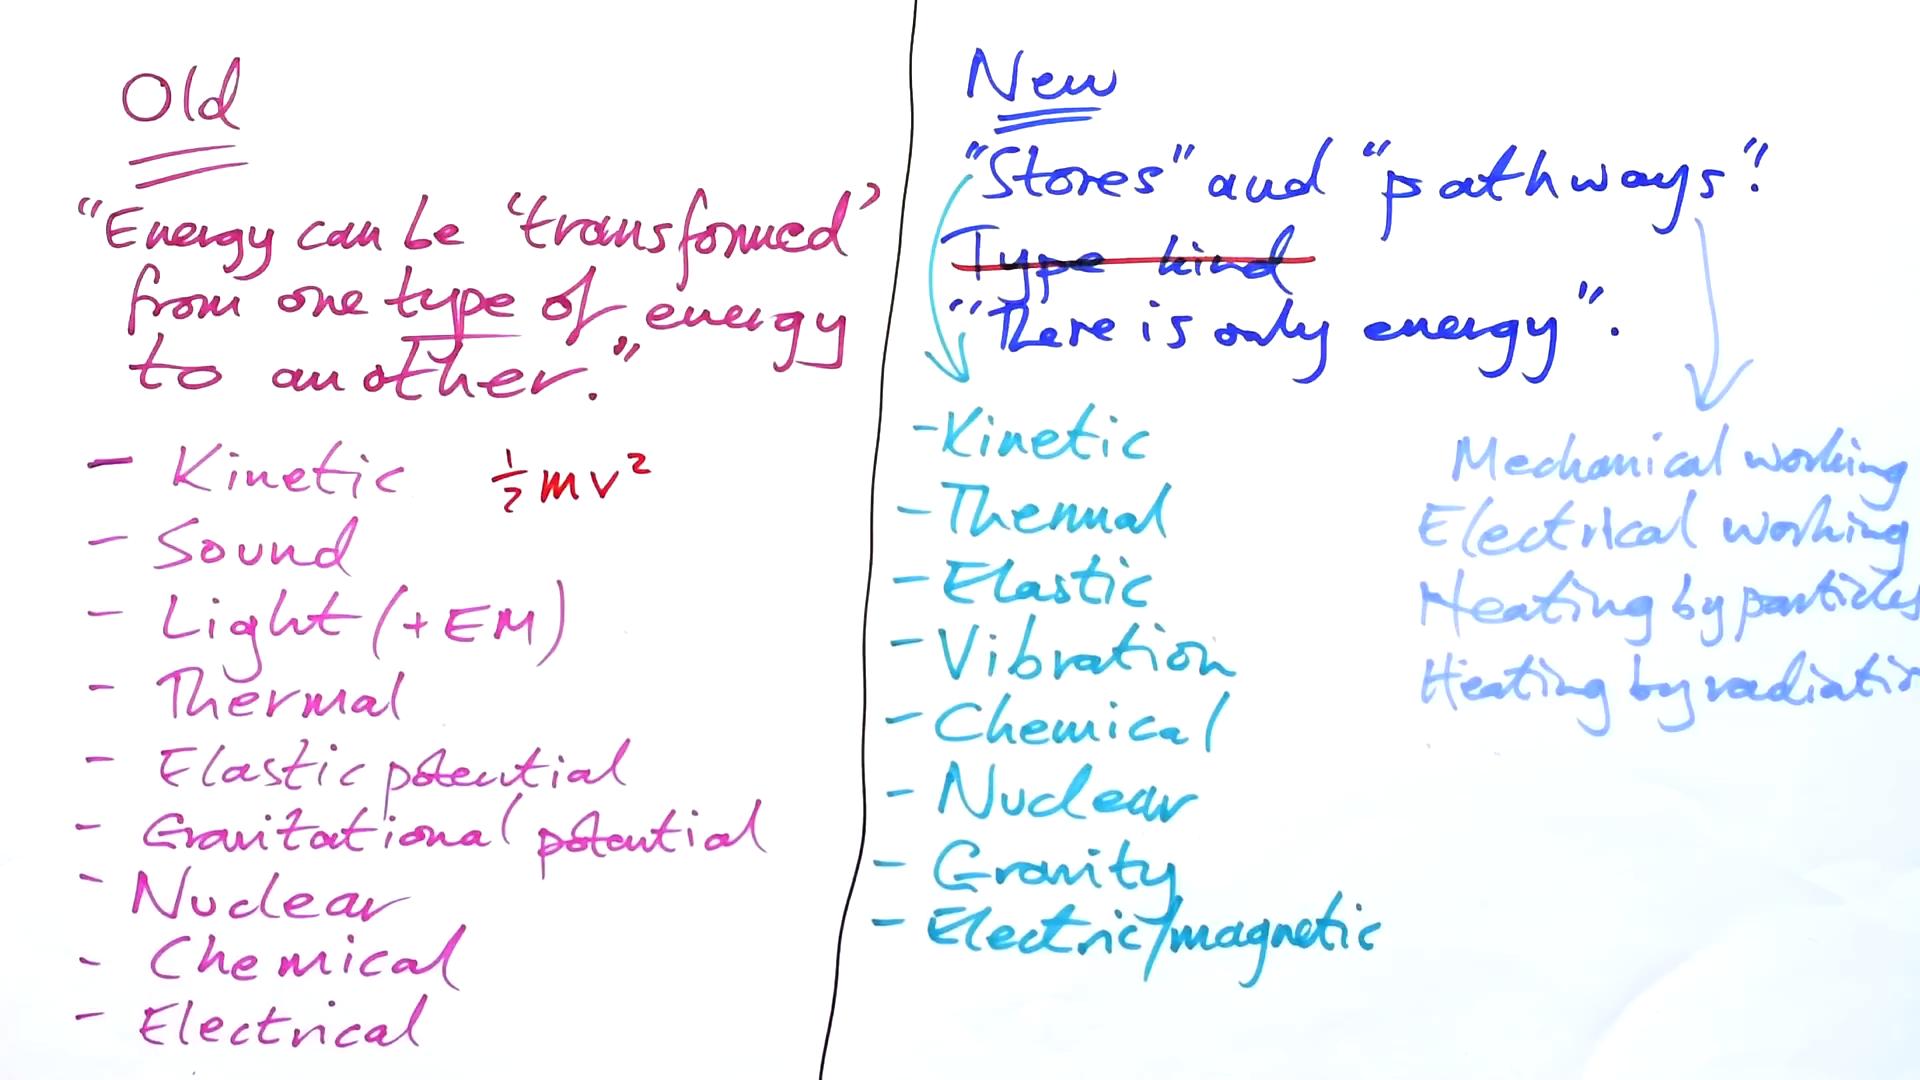 Old
"Energy can be 'transformed'
from one type of energy
to another."
- Kinetic ½mv²
- Sound
- Light (+EM)
- Thermal
- Elastic potential
- Gravitational potential
- Nuclear
- Chemical
- Electrical
New
"Stores" and "pathways".
Type kind
"There is only energy".
- Kinetic
- Thermal
- Elastic
- Vibration
- Chemical
- Nuclear
- Gravity
- Electric/magnetic
Mechanical working
Electrical working
Heating by particles
Heating by radiatio